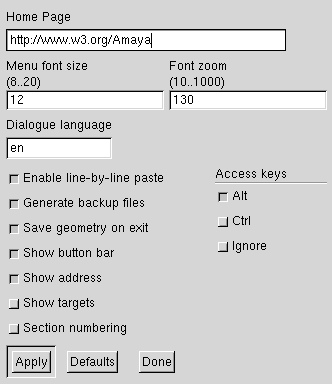 Home Page
http://www.w3.org/Amaya
Menu font size Font zoom
(8..20) (10..1000)
12 130
Dialogue language
en
Enable line-by-line paste Access keys
Generate backup files Alt
Save geometry on exit Ctrl
Show button bar Ignore
Show address
Show targets
Section numbering
Apply Defaults Done